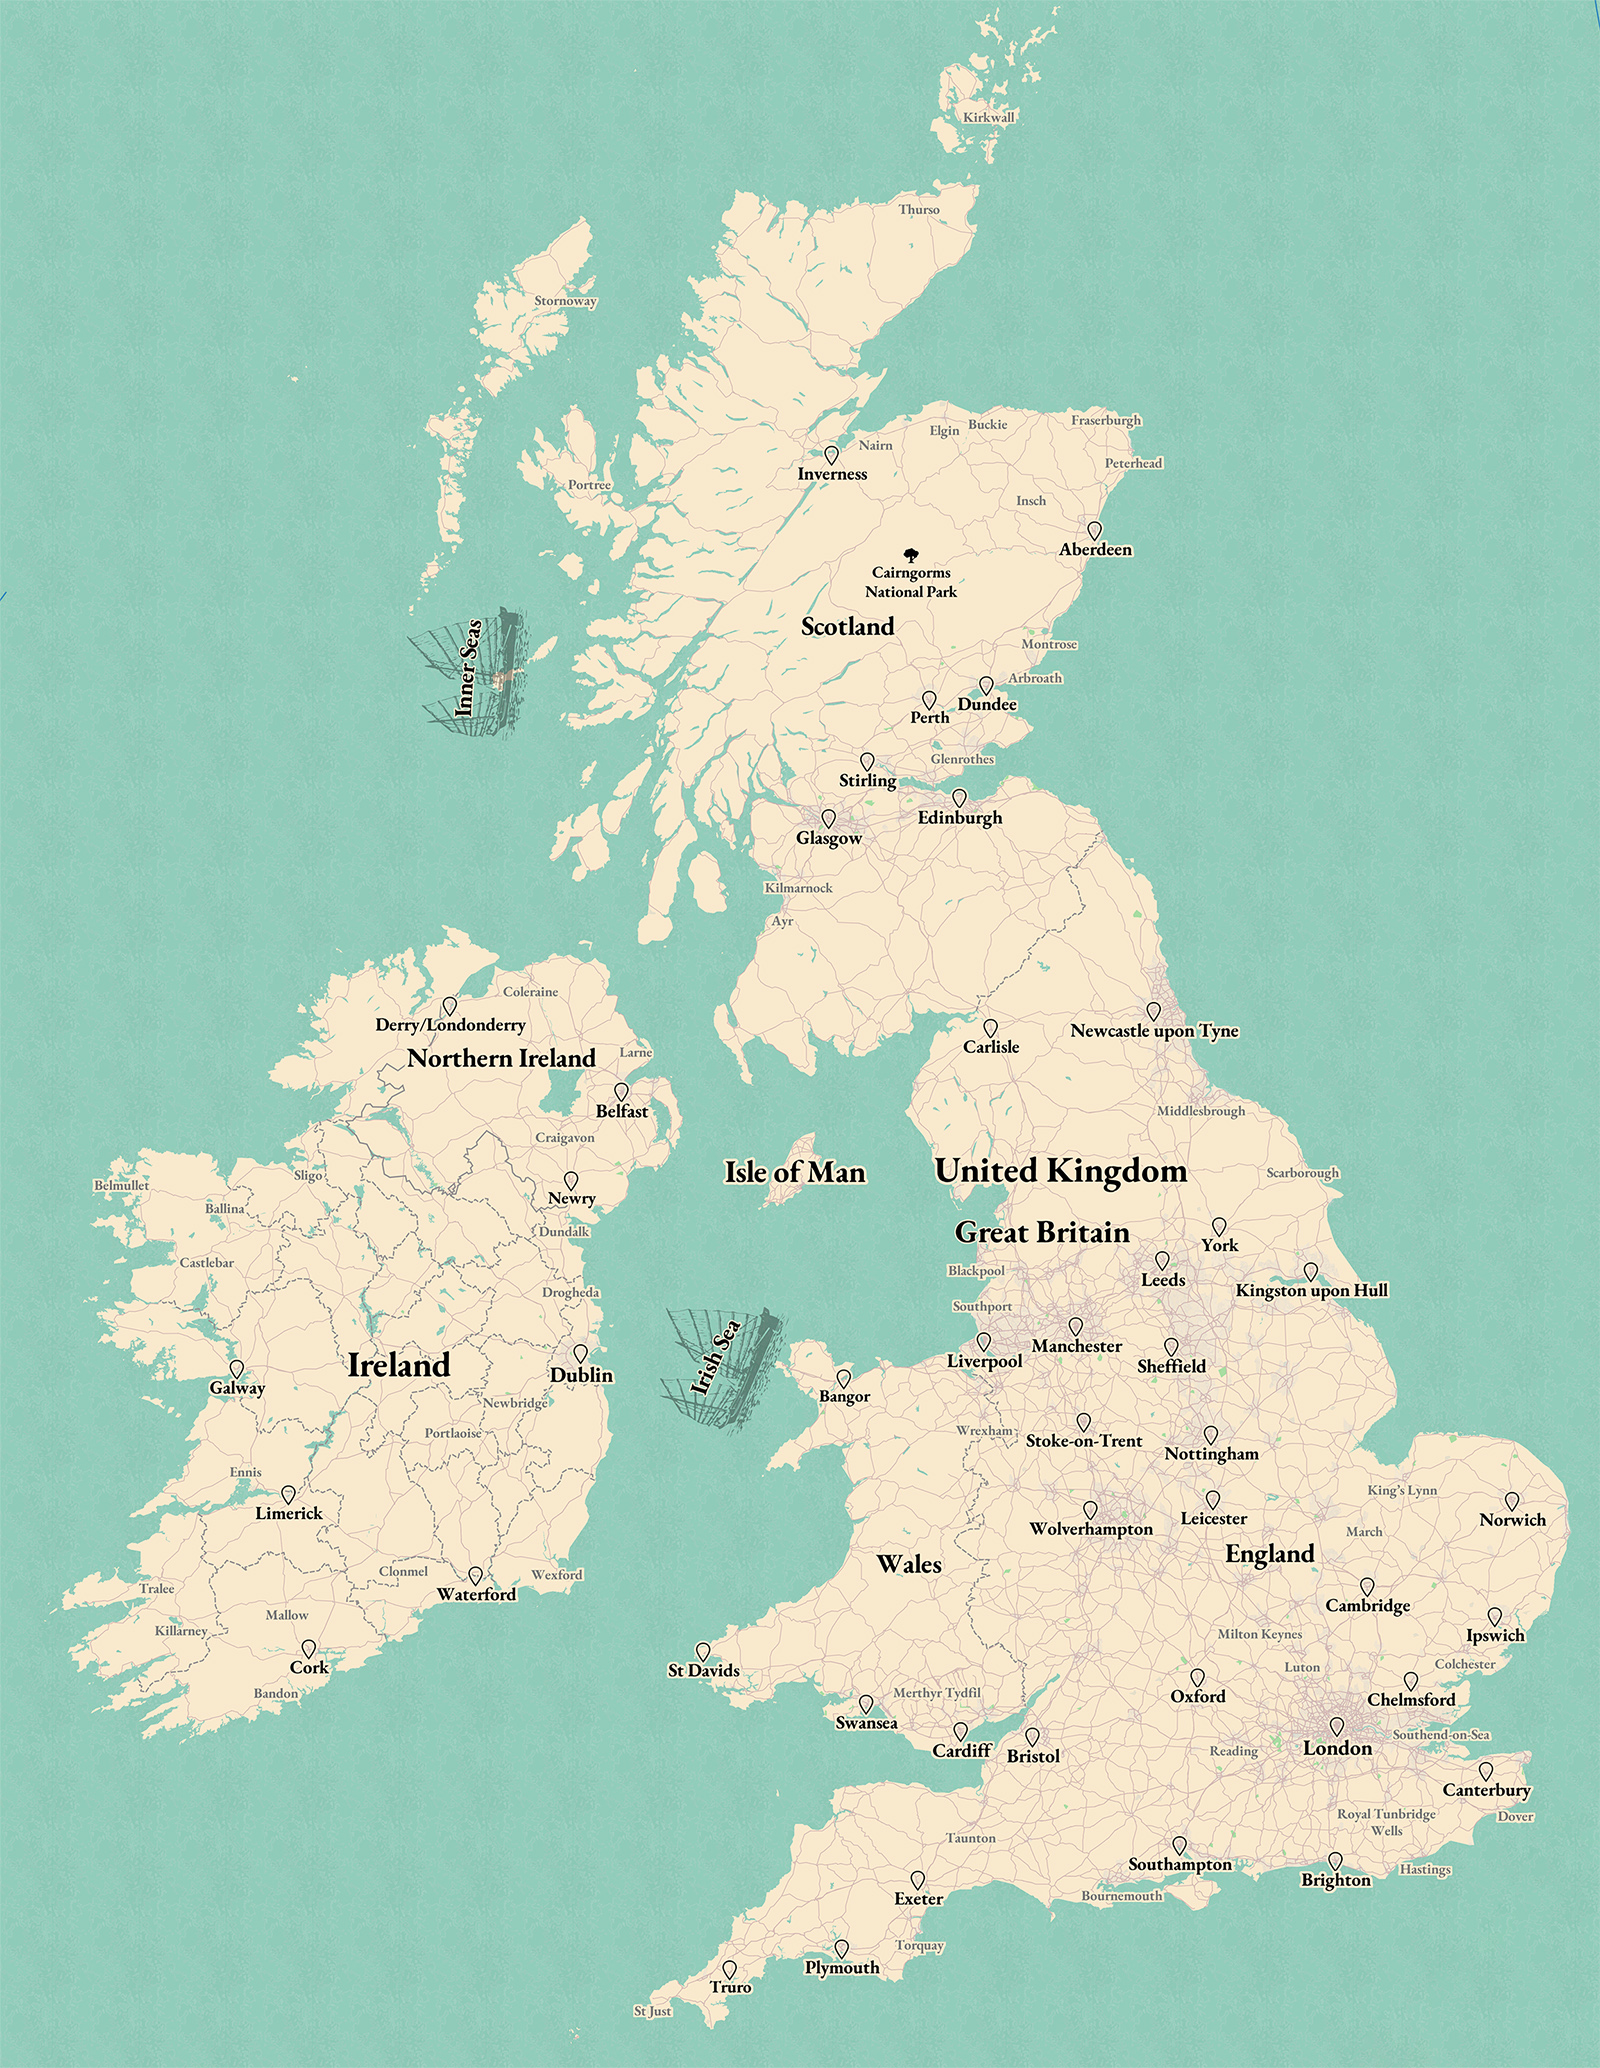 Kirkwall
Thurso
Stornoway
Fraserburgh
Buckie
Elgin
Nairn
Peterhead
Inverness
Portree
Insch
Aberdeen
Cairngorms
National Park
Scotland
Inner Seas
Montrose
Arbroath
Dundee
Perth
Glenrothes
Stirling
Edinburgh
Glasgow
Kilmarnock
Ayr
Coleraine
Derry/Londonderry
Newcastle upon Tyne
Carlisle
Larne
Northern Ireland
Belfast
Middlesbrough
Craigavon
Isle of Man
United Kingdom
Scarborough
Sligo
Belmullet
Newry
Ballina
Dundalk
Great Britain
York
Castlebar
Blackpool
Leeds
Kingston upon Hull
Drogheda
Southport
Manchester
Irish Sea
Liverpool
Sheffield
Ireland
Dublin
Galway
Bangor
Newbridge
Portlaoise
Wrexham
Stoke-on-Trent
Nottingham
Ennis
King's Lynn
Limerick
Leicester
Norwich
Wolverhampton
March
England
Wales
Clonmel
Wexford
Tralee
Waterford
Cambridge
Mallow
Killarney
Milton Keynes
Ipswich
Cork
St Davids
Luton
Colchester
Bandon
Merthyr Tydfil
Oxford
Chelmsford
Swansea
Southend-on-Sea
Cardiff
Bristol
Reading
London
Canterbury
Royal Tunbridge
Wells
Dover
Taunton
Southampton
Hastings
Brighton
Exeter
Bournemouth
Torquay
Plymouth
Truro
St Just